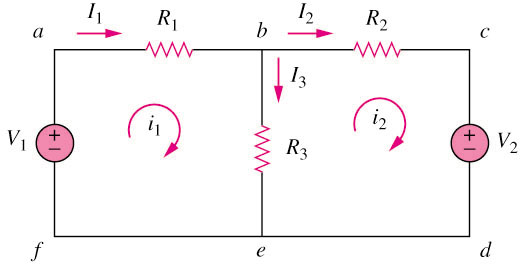 a I₁ R₁ b I₂ R₂ c
I₃
V₁ + − i₁ R₃ i₂ + − V₂
f e d